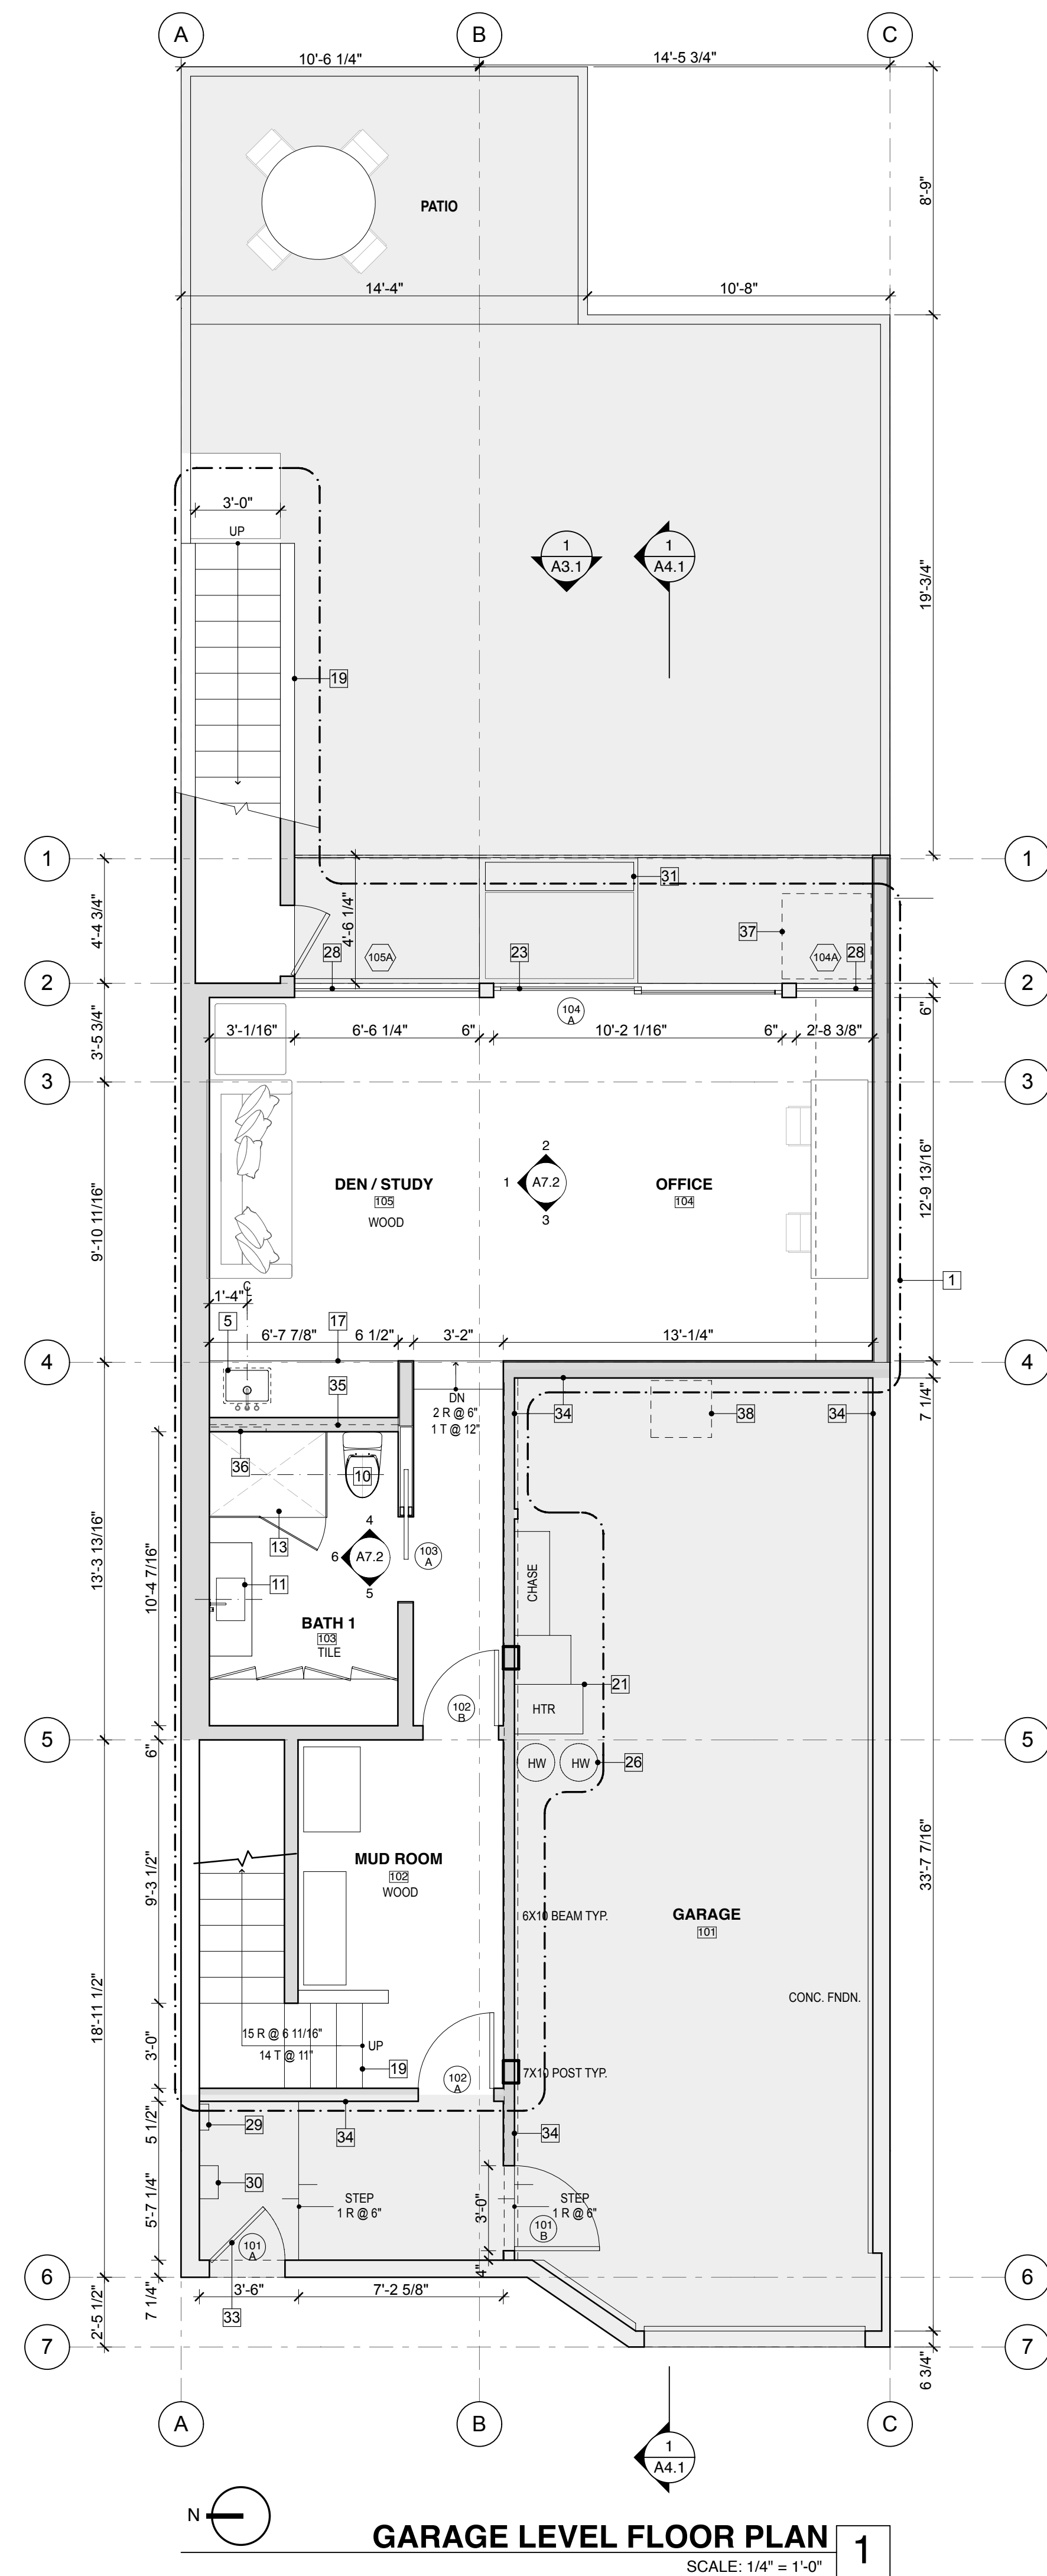 A
B
C
10'-6 1/4"
14'-5 3/4"
8'-9"
PATIO
14'-4"
10'-8"
3'-0"
UP
1
A3.1
1
A4.1
19'-3/4"
19
1
1
31
4'-4 3/4"
4'-6 1/4"
37
28
105A
23
104A
28
2
2
104
A
6"
3'-5 3/4"
3'-1/16"
6'-6 1/4"
6"
10'-2 1/16"
6"
2'-8 3/8"
3
3
2
DEN / STUDY
1
A7.2
OFFICE
105
104
WOOD
3
9'-10 11/16"
12'-9 13/16"
1
CL
1'-4"
5
17
6'-7 7/8"
6 1/2"
3'-2"
13'-1/4"
4
4
35
DN
2 R @ 6"
1 T @ 12"
34
38
34
7 1/4"
36
10
13
4
6
A7.2
5
103
A
CHASE
11
13'-3 13/16"
10'-4 7/16"
BATH 1
103
TILE
21
102
B
HTR
5
5
6"
HW
HW
26
MUD ROOM
102
WOOD
9'-3 1/2"
6X10 BEAM TYP.
GARAGE
101
33'-7 7/16"
CONC. FNDN.
18'-11 1/2"
3'-0"
15 R @ 6 11/16"
14 T @ 11"
UP
19
102
A
7X10 POST TYP.
5 1/2"
29
34
34
30
5'-7 1/4"
STEP
1 R @ 6"
3'-0"
STEP
1 R @ 6"
101
A
101
B
4"
6
6
7 1/4"
3'-6"
7'-2 5/8"
2'-5 1/2"
33
7
7
6 3/4"
A
B
C
1
A4.1
N
GARAGE LEVEL FLOOR PLAN
1
SCALE: 1/4" = 1'-0"